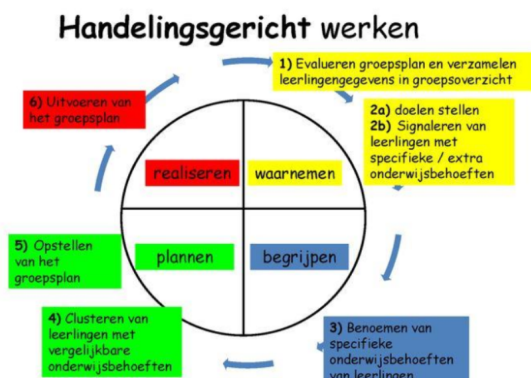 Handelingsgericht werken
1) Evalueren groepsplan en verzamelen
leerlingengegevens in groepsoverzicht
2a) doelen stellen
2b) Signaleren van
leerlingen met
specifieke / extra
onderwijsbehoeften
3) Benoemen van
specifieke
onderwijsbehoeften
van leerlingen
4) Clusteren van
leerlingen met
vergelijkbare
onderwijsbehoeften
5) Opstellen
van het
groepsplan
6) Uitvoeren van
het groepsplan
realiseren
waarnemen
plannen
begrijpen